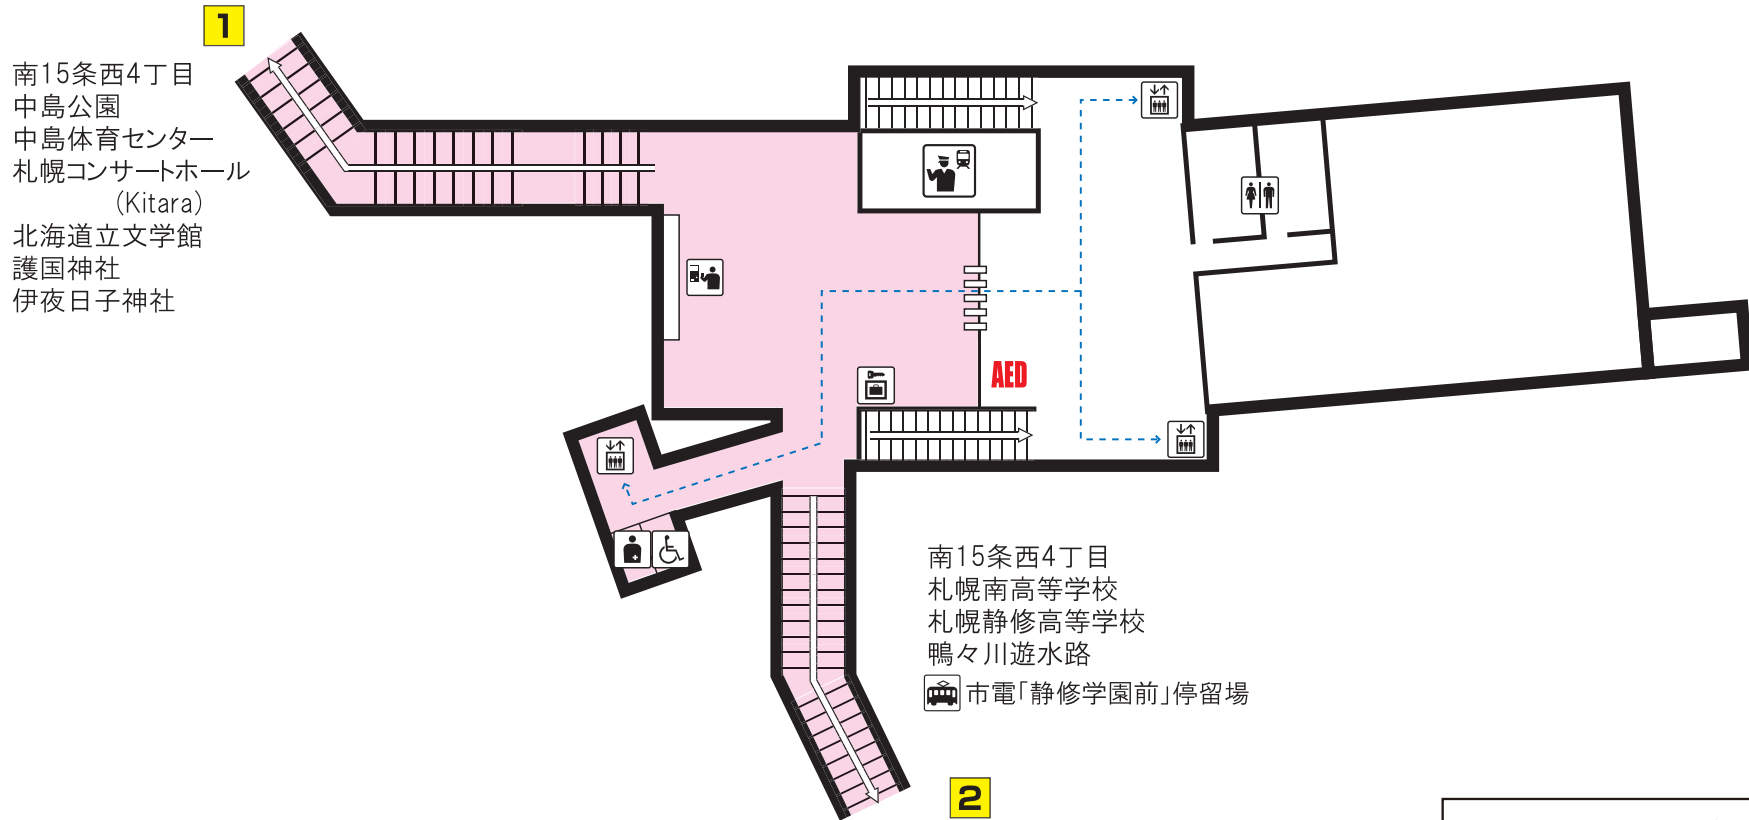 1
南15条西4丁目
中島公園
中島体育センター
札幌コンサートホール
(Kitara)
北海道立文学館
護国神社
伊夜日子神社
AED
南15条西4丁目
札幌南高等学校
札幌静修高等学校
鴨々川遊水路
市電「静修学園前」停留場
2